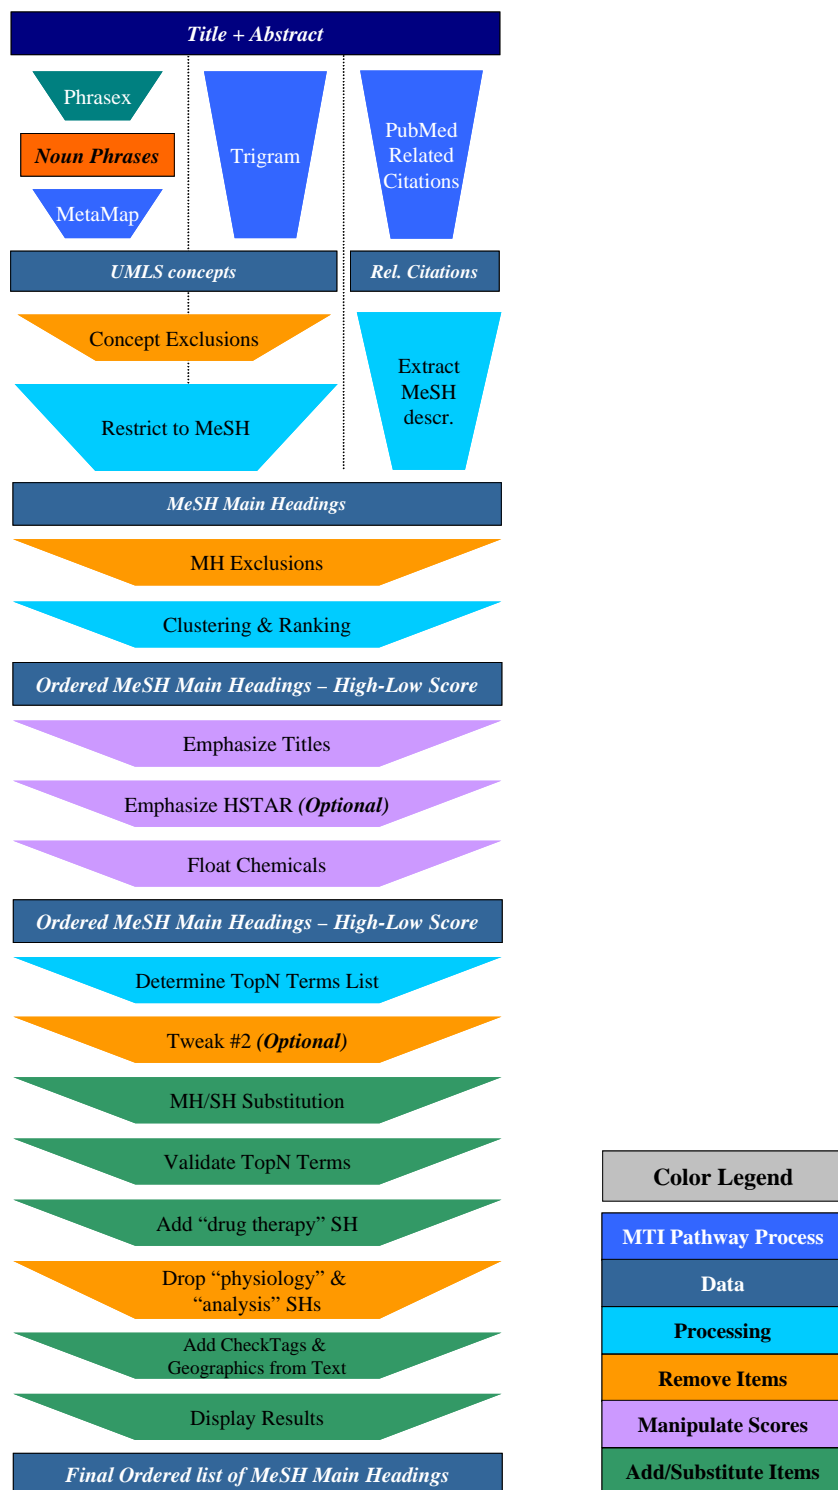 Title + Abstract
Phrasex
Noun Phrases
MetaMap
Trigram
PubMed
Related
Citations
UMLS concepts
Rel. Citations
Concept Exclusions
Restrict to MeSH
Extract
MeSH
descr.
MeSH Main Headings
MH Exclusions
Clustering & Ranking
Ordered MeSH Main Headings – High-Low Score
Emphasize Titles
Emphasize HSTAR (Optional)
Float Chemicals
Ordered MeSH Main Headings – High-Low Score
Determine TopN Terms List
Tweak #2 (Optional)
MH/SH Substitution
Validate TopN Terms
Add “drug therapy” SH
Drop “physiology” &
“analysis” SHs
Add CheckTags &
Geographics from Text
Display Results
Final Ordered list of MeSH Main Headings
Color Legend
MTI Pathway Process
Data
Processing
Remove Items
Manipulate Scores
Add/Substitute Items